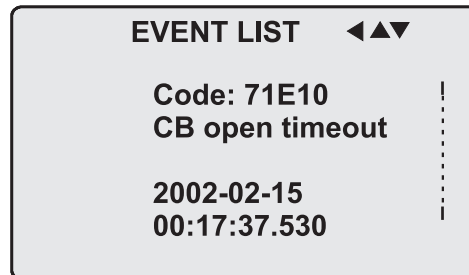 EVENT LIST ◀▲▼
Code: 71E10
CB open timeout
2002-02-15
00:17:37.530